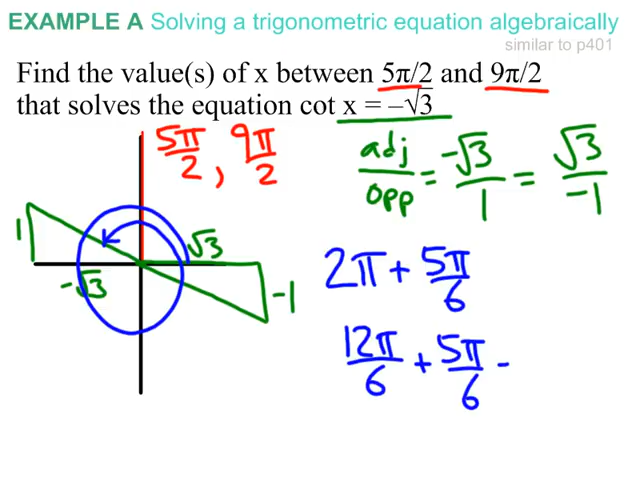 EXAMPLE A Solving a trigonometric equation algebraically
similar to p401
Find the value(s) of x between 5π/2 and 9π/2
that solves the equation cot x = –√3
5π/2, 9π/2
adj/opp = -√3/1 = √3/-1
1
√3
-√3
-1
2π + 5π/6
12π/6 + 5π/6 -